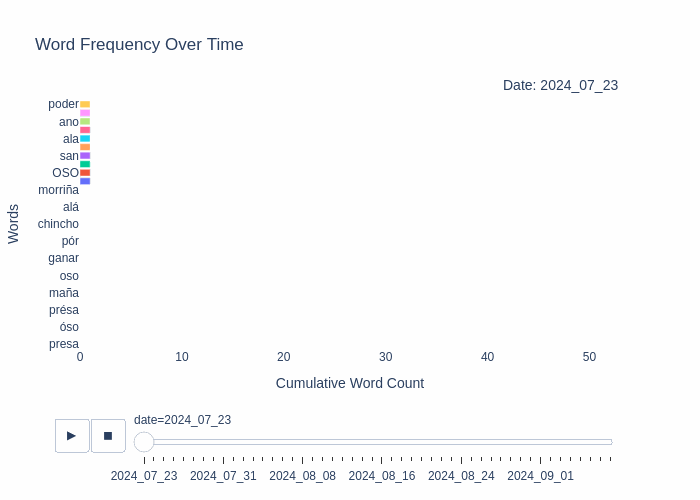 Word Frequency Over Time
Date: 2024_07_23
poder
ano
ala
san
OSO
morriña
alá
chincho
pór
ganar
oso
maña
présa
óso
presa
Words
0 10 20 30 40 50
Cumulative Word Count
date=2024_07_23
2024_07_23 2024_07_31 2024_08_08 2024_08_16 2024_08_24 2024_09_01